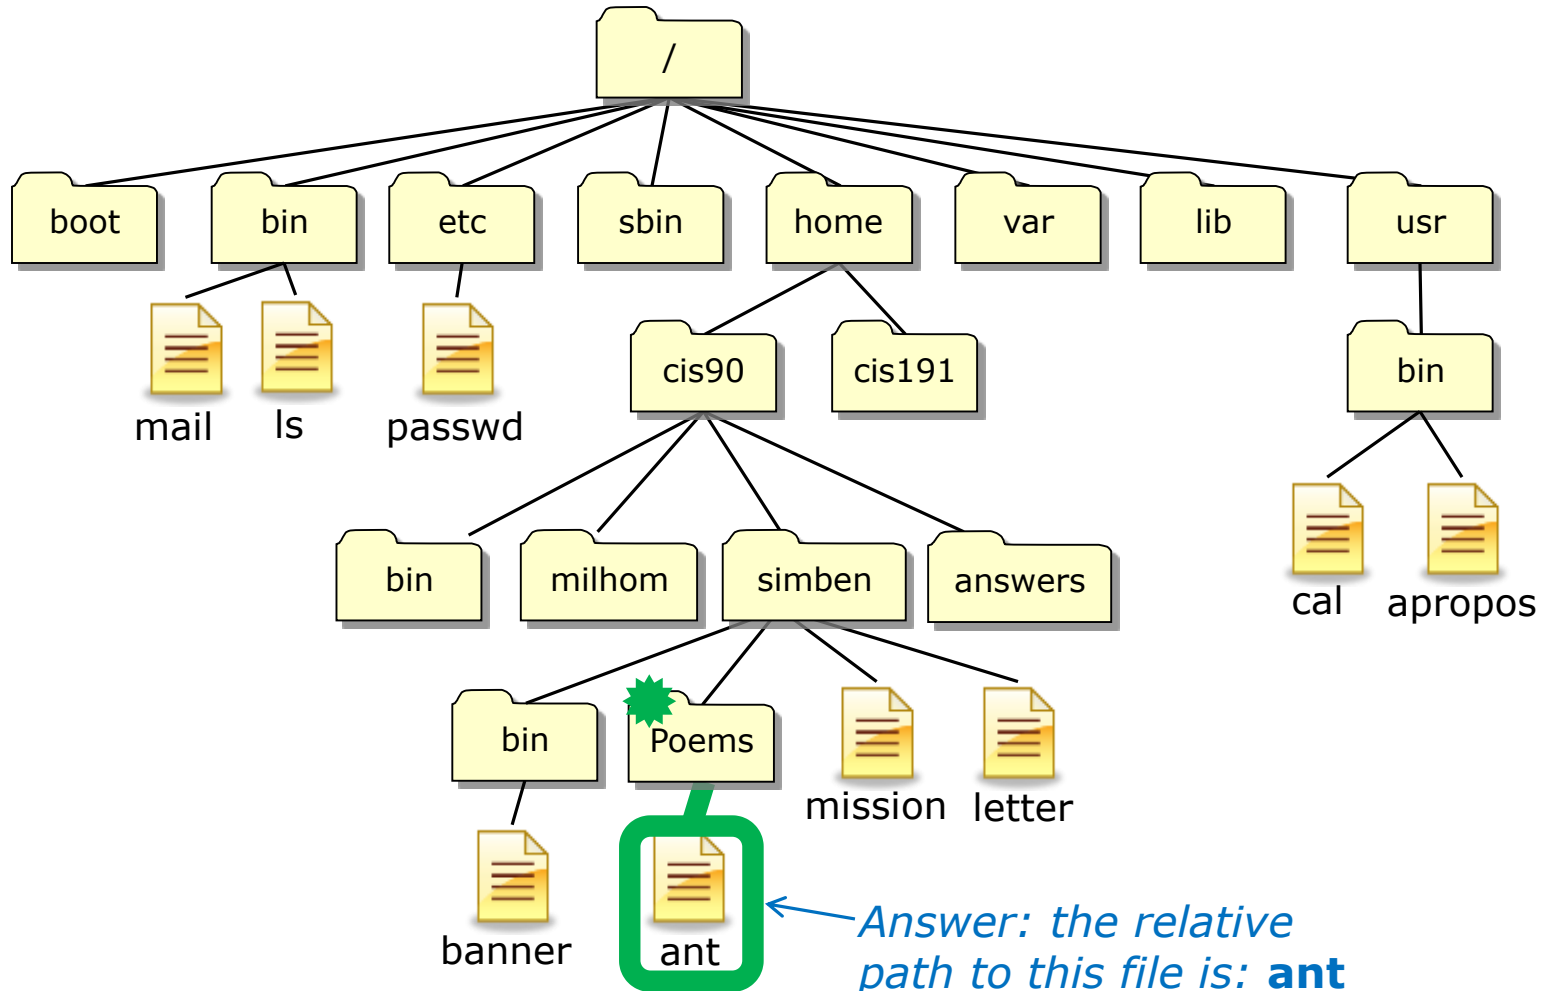 /
boot bin etc sbin home var lib usr
cis90 cis191 bin
mail ls passwd
bin milhom simben answers
cal apropos
bin Poems
mission letter
banner ant
Answer: the relative
path to this file is: ant